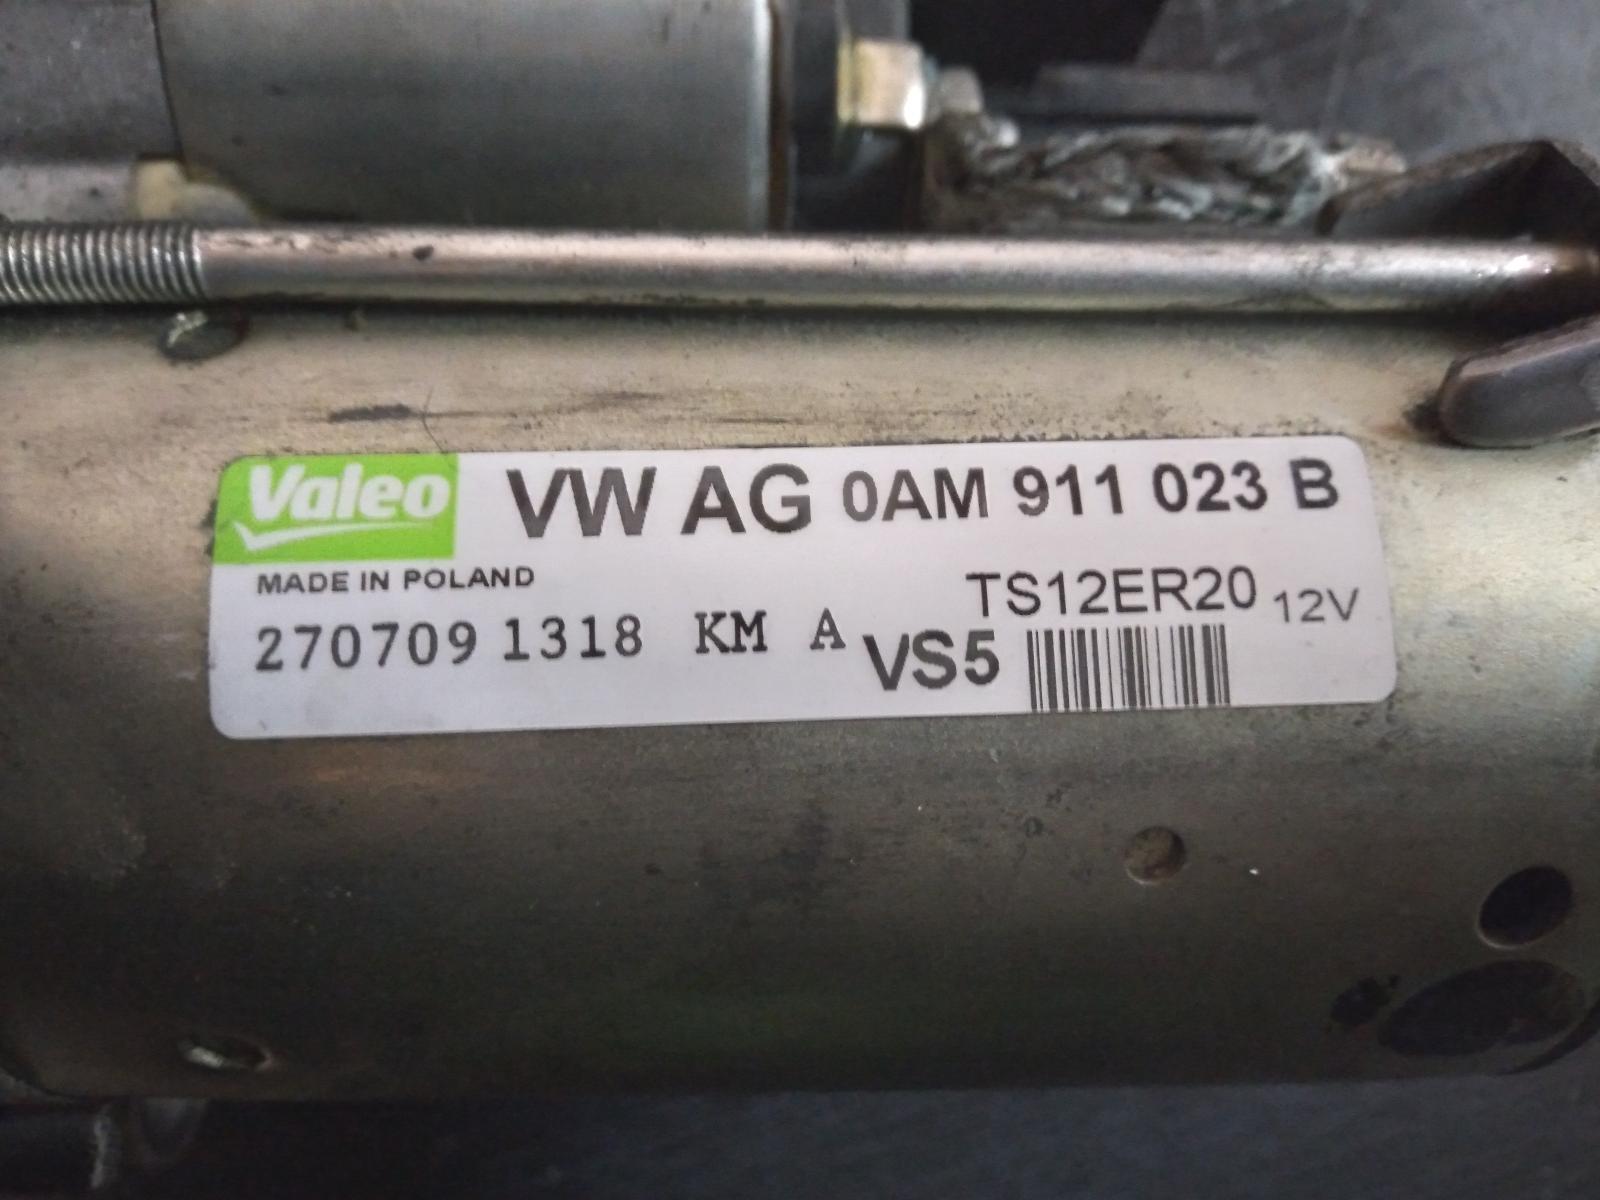 Valeo VW AG 0AM 911 023 B
MADE IN POLAND
TS12ER20 12V
270709 1318 KM A VS5